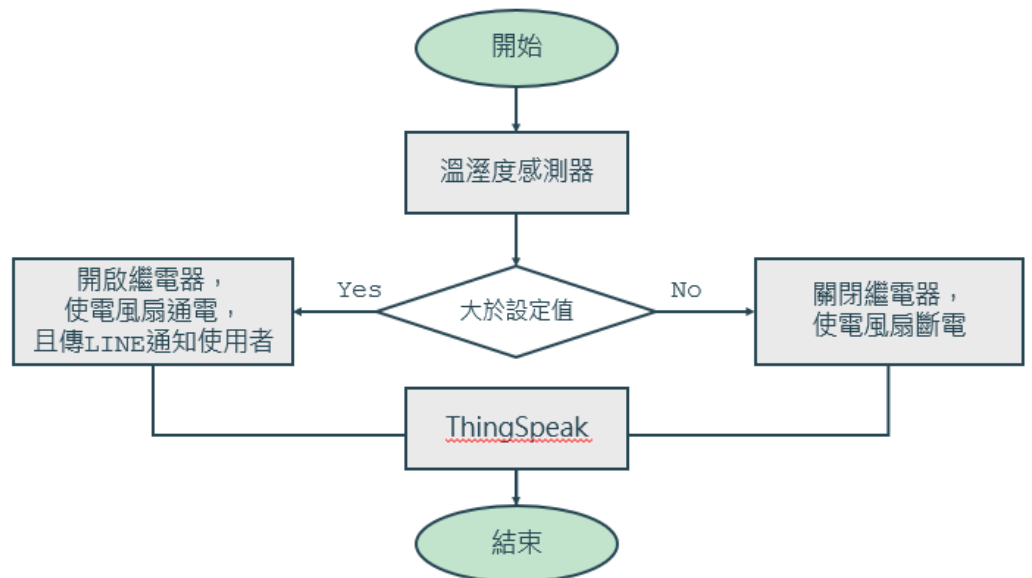 開始
溫溼度感測器
開啟繼電器，
使電風扇通電，
且傳LINE通知使用者
Yes
大於設定值
No
關閉繼電器，
使電風扇斷電
ThingSpeak
結束